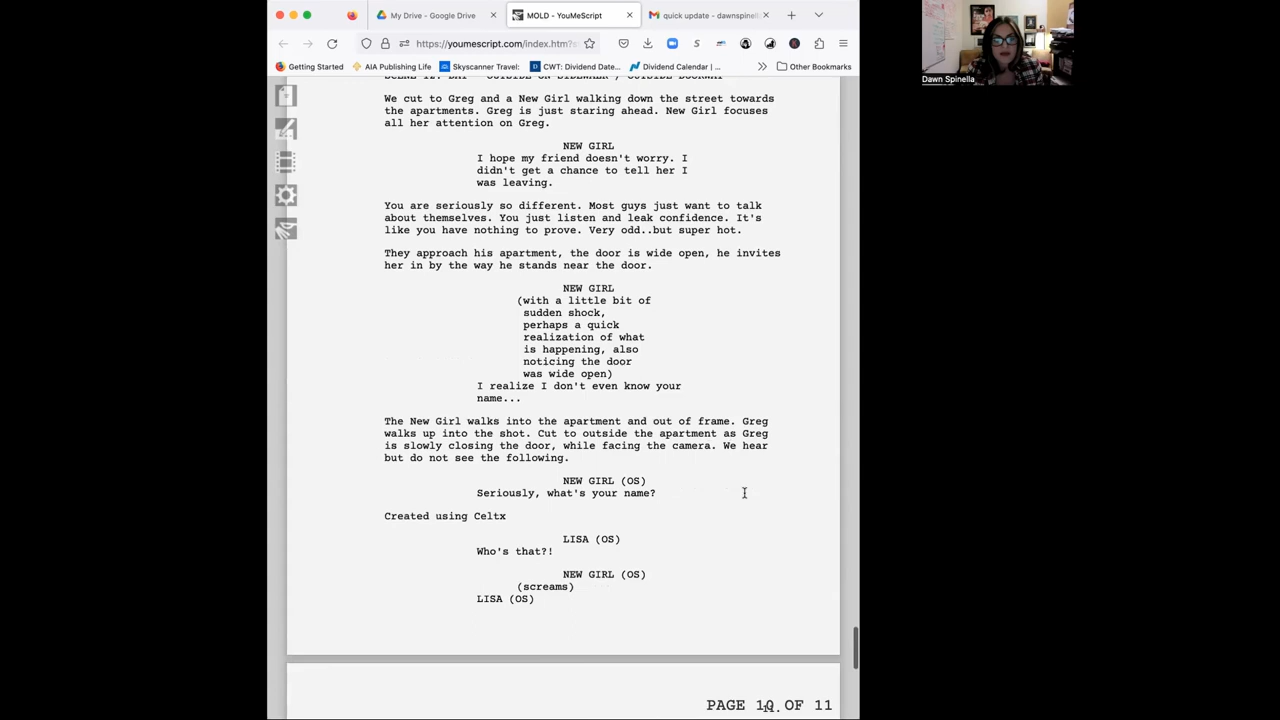 My Drive - Google Drive
MOLD - YouMeScript
quick update - dawnspinell
https://youmescript.com/index.htm?s
Getting Started
AIA Publishing Life
Skyscanner Travel:
CWT: Dividend Date...
Dividend Calendar | ...
Other Bookmarks
Dawn Spinella
SCENE 12: DAY - OUTSIDE ON SIDEWALK / OUTSIDE DOORWAY
We cut to Greg and a New Girl walking down the street towards
the apartments. Greg is just staring ahead. New Girl focuses
all her attention on Greg.
NEW GIRL
I hope my friend doesn't worry. I
didn't get a chance to tell her I
was leaving.
You are seriously so different. Most guys just want to talk
about themselves. You just listen and leak confidence. It's
like you have nothing to prove. Very odd..but super hot.
They approach his apartment, the door is wide open, he invites
her in by the way he stands near the door.
NEW GIRL
(with a little bit of
sudden shock,
perhaps a quick
realization of what
is happening, also
noticing the door
was wide open)
I realize I don't even know your
name...
The New Girl walks into the apartment and out of frame. Greg
walks up into the shot. Cut to outside the apartment as Greg
is slowly closing the door, while facing the camera. We hear
but do not see the following.
NEW GIRL (OS)
Seriously, what's your name?
Created using Celtx
LISA (OS)
Who's that?!
NEW GIRL (OS)
(screams)
LISA (OS)
PAGE 10 OF 11